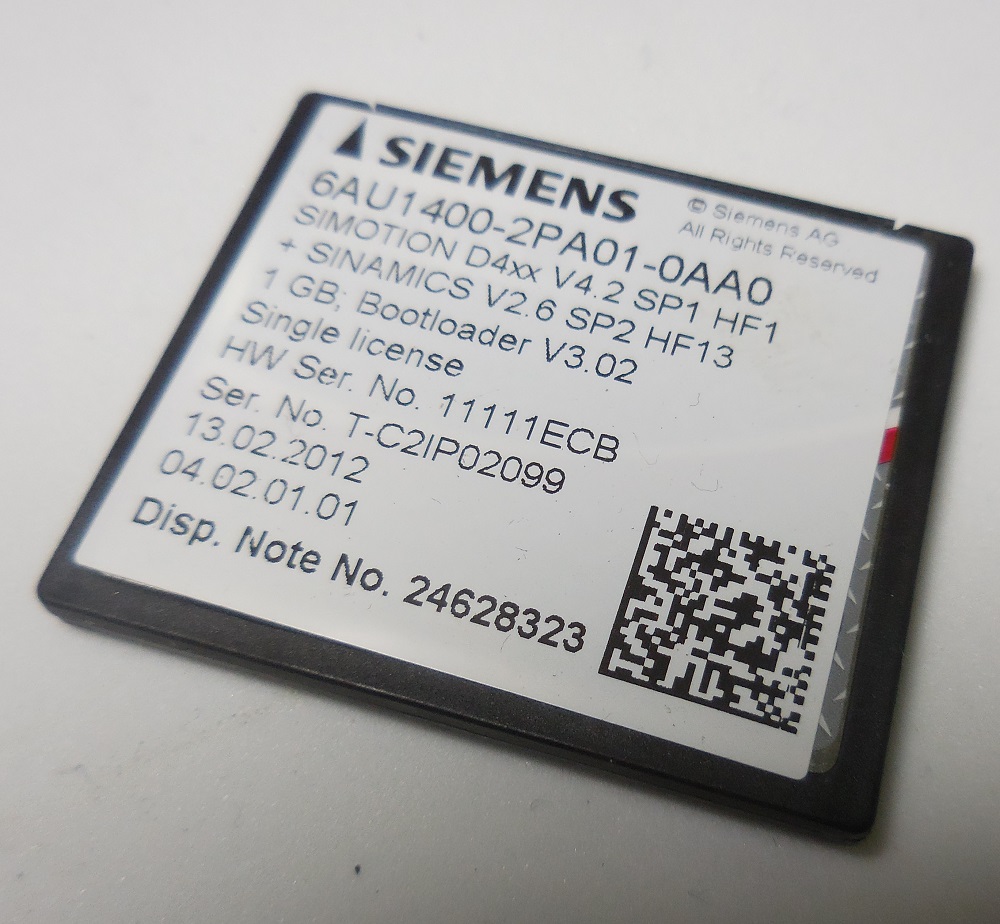 SIEMENS
© Siemens AG
All Rights Reserved
6AU1400-2PA01-0AA0
SIMOTION D4xx V4.2 SP1 HF1
+ SINAMICS V2.6 SP2 HF13
1 GB; Bootloader V3.02
Single license
HW Ser. No. 11111ECB
Ser. No. T-C2IP02099
13.02.2012
04.02.01.01
Disp. Note No. 24628323